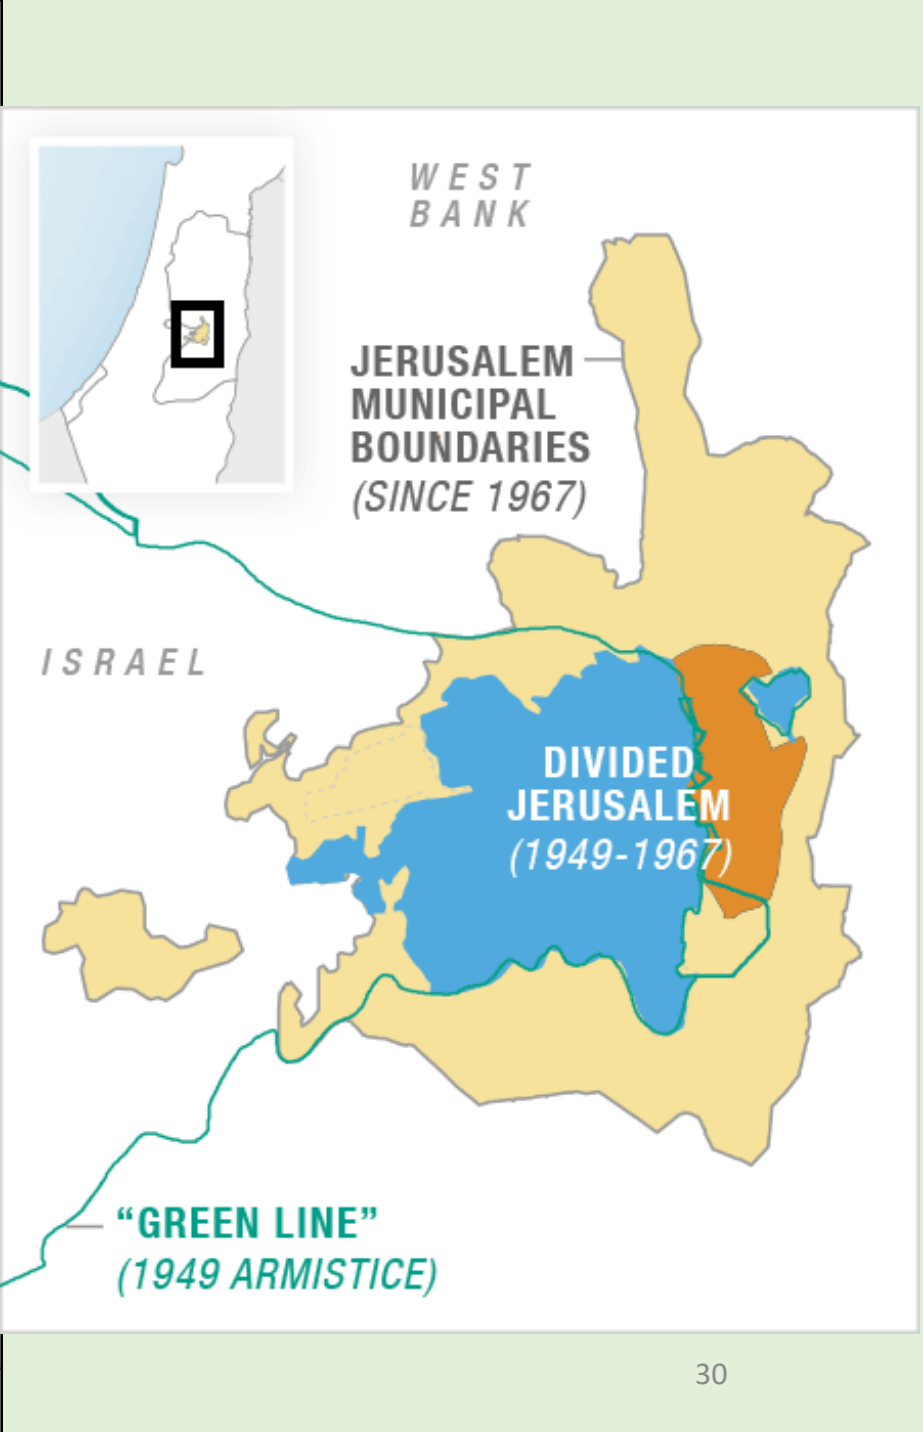 WEST
BANK
JERUSALEM
MUNICIPAL
BOUNDARIES
(SINCE 1967)
ISRAEL
DIVIDED
JERUSALEM
(1949-1967)
“GREEN LINE”
(1949 ARMISTICE)
30